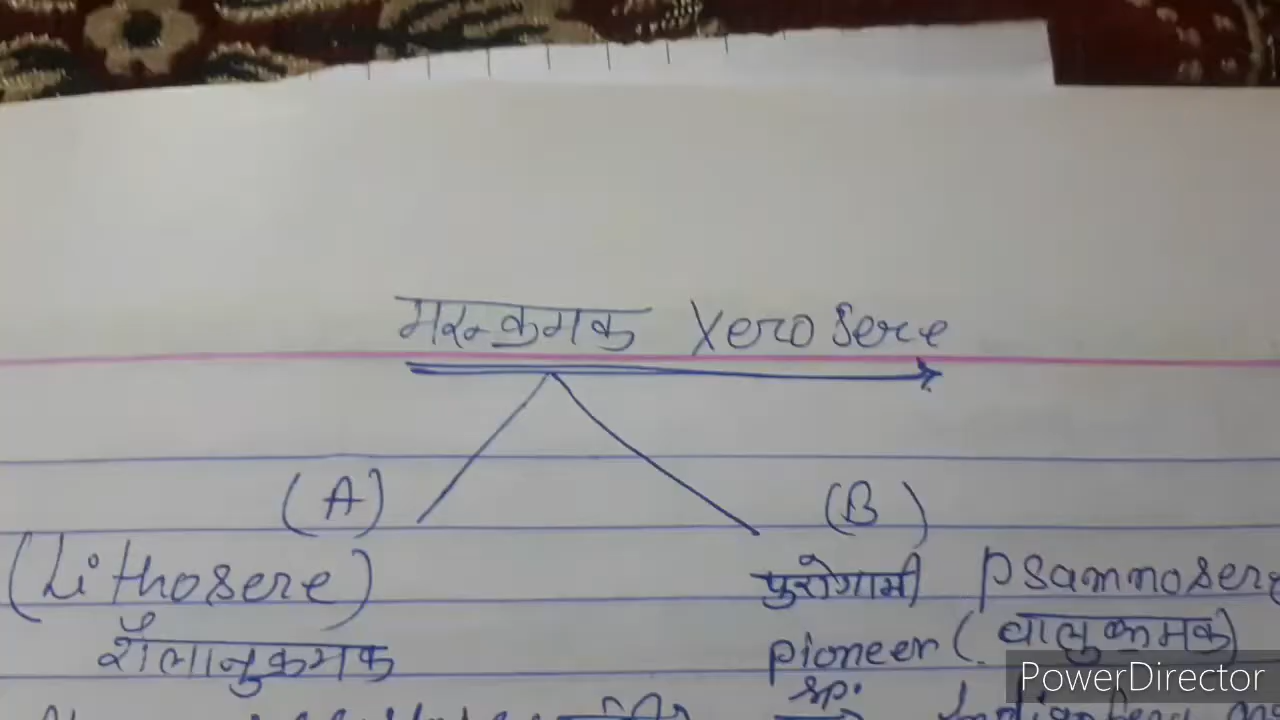 मरुक्रमक Xerosere
(A) (B)
(Lithosere) पुरोगामी Psammosere
शैलानुक्रमक pioneer (वालुक्रमक)
sp.
PowerDirector